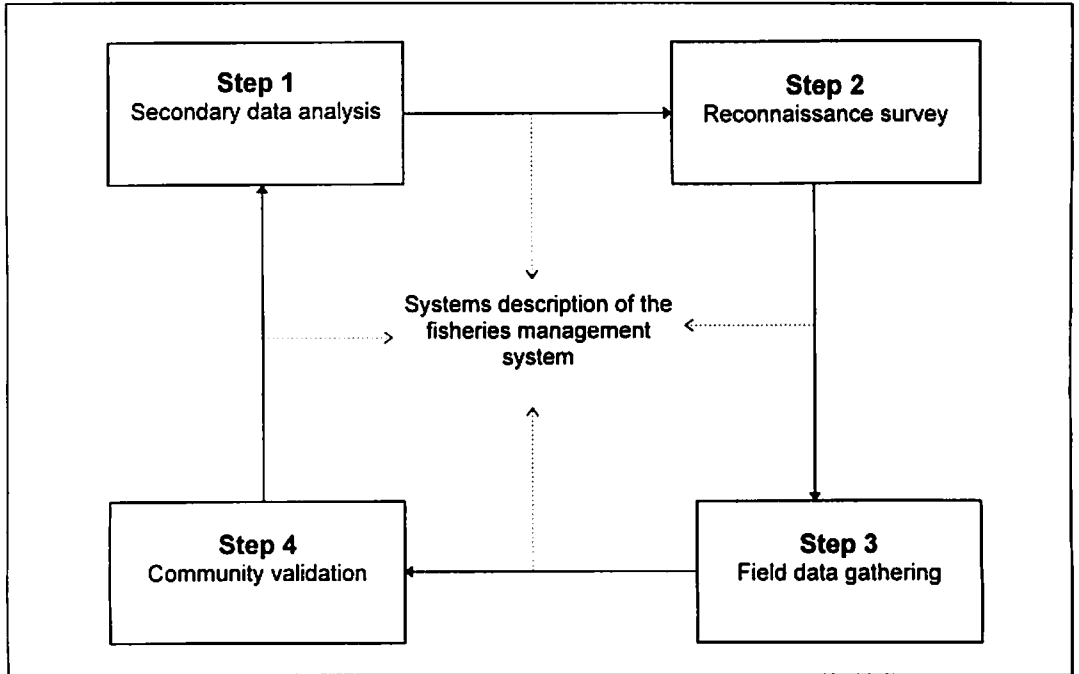 Step 1
Secondary data analysis
Step 2
Reconnaissance survey
Systems description of the
fisheries management
system
Step 4
Community validation
Step 3
Field data gathering